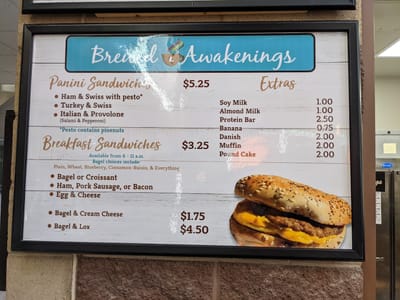 Brewed Awakenings
Panini Sandwiches $5.25
• Ham & Swiss with pesto*
• Turkey & Swiss
• Italian & Provolone
(Salami & Pepperoni)
*Pesto contains pinenuts
Breakfast Sandwiches $3.25
Available from 6 - 11 a.m.
Bagel choices include
Plain, Wheat, Blueberry, Cinnamon-Raisin, & Everything
• Bagel or Croissant
• Ham, Pork Sausage, or Bacon
• Egg & Cheese
• Bagel & Cream Cheese $1.75
• Bagel & Lox $4.50
Extras
Soy Milk 1.00
Almond Milk 1.00
Protein Bar 2.50
Banana 0.75
Danish 2.00
Muffin 2.00
Pound Cake 2.00